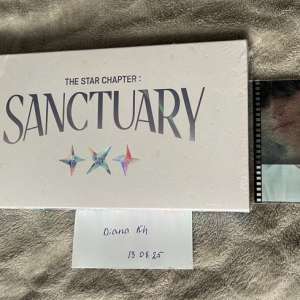 THE STAR CHAPTER :
SANCTUARY
Diana Kh
13.08.25